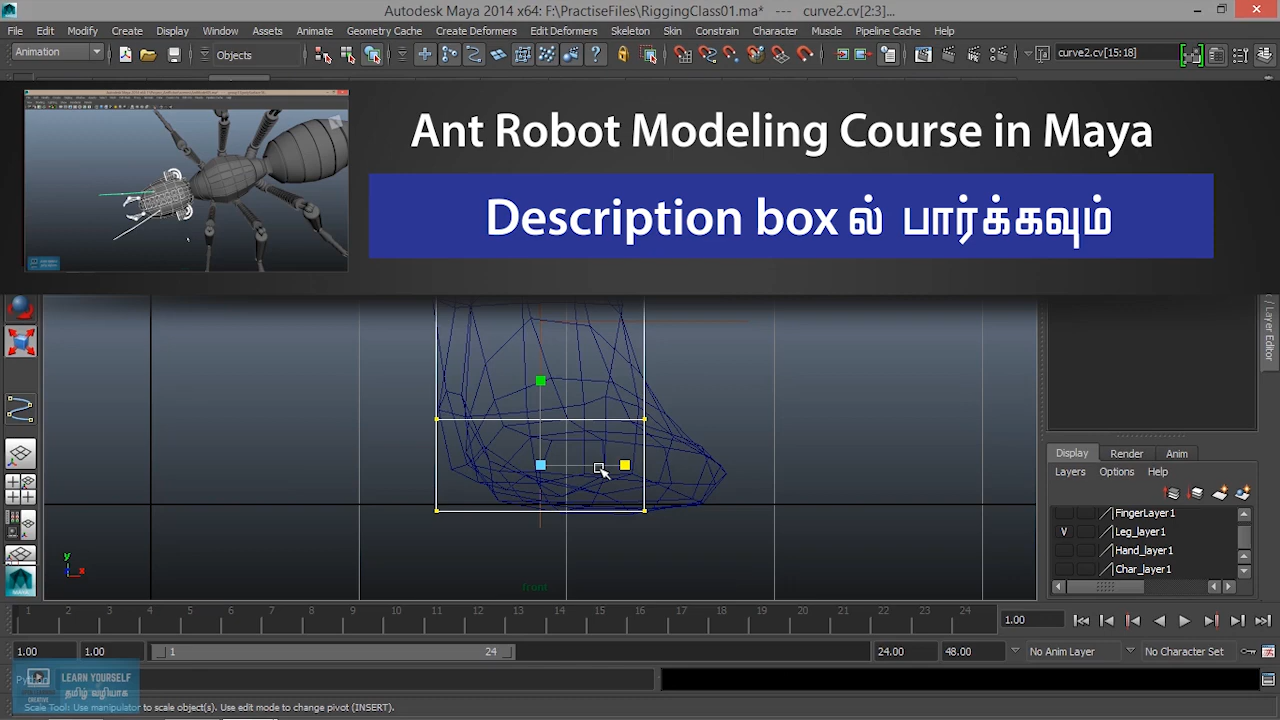 Autodesk Maya 2014 x64: F:\PractiseFiles\RiggingClass01.ma* --- curve2.cv[2:3]...
File Edit Modify Create Display Window Assets Animate Geometry Cache Create Deformers Edit Deformers Skeleton Skin Constrain Character Muscle Pipeline Cache Help
Animation Objects curve2.cv[15:18]
Ant Robot Modeling Course in Maya
Description box ல் பார்க்கவும்
/ Layer Editor
Display Render Anim
Layers Options Help
FingerLayer1
V Leg_layer1
Hand_layer1
Char_layer1
y
x
front
1 2 3 4 5 6 7 8 9 10 11 12 13 14 15 16 17 18 19 20 21 22 23 24 1.00
1.00 1.00 1 24 24.00 48.00 No Anim Layer No Character Set
Python
LEARN YOURSELF
தமிழ் வழியாக
CREATIVE
Scale Tool: Use manipulator to scale object(s). Use edit mode to change pivot (INSERT).